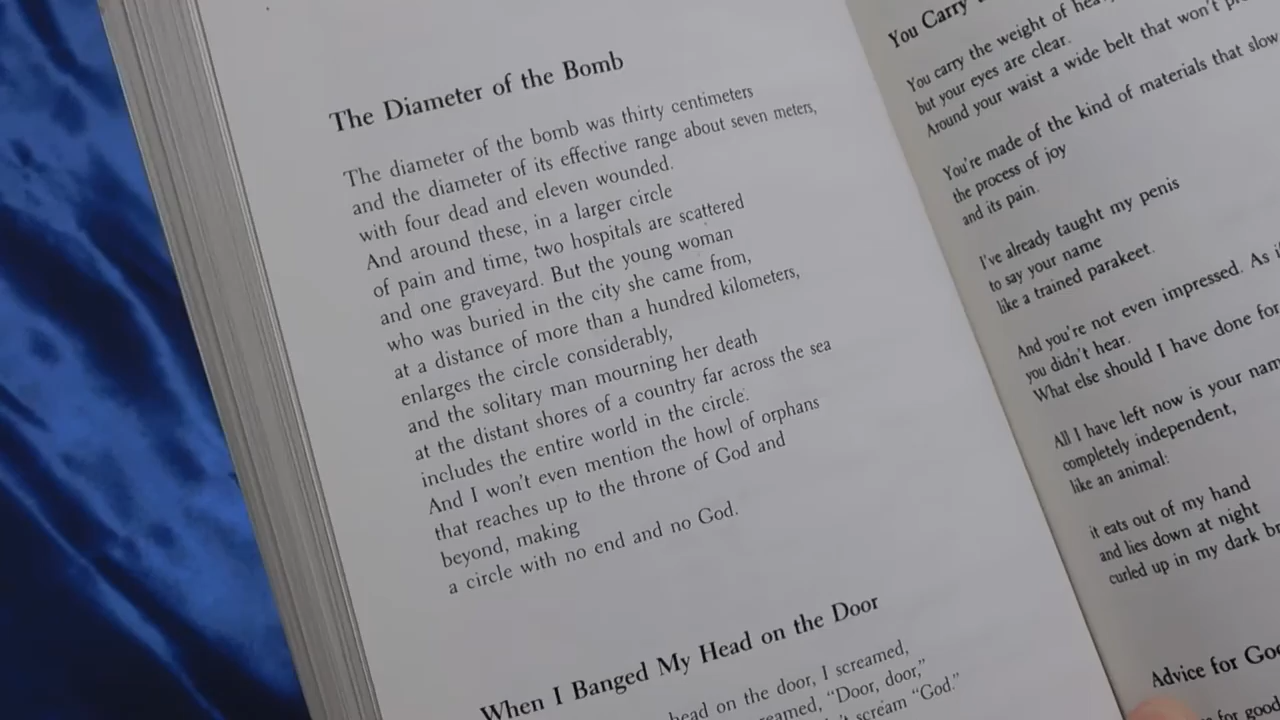 The Diameter of the Bomb
The diameter of the bomb was thirty centimeters
and the diameter of its effective range about seven meters,
with four dead and eleven wounded.
And around these, in a larger circle
of pain and time, two hospitals are scattered
and one graveyard. But the young woman
who was buried in the city she came from,
at a distance of more than a hundred kilometers,
enlarges the circle considerably,
and the solitary man mourning her death
at the distant shores of a country far across the sea
includes the entire world in the circle.
And I won't even mention the howl of orphans
that reaches up to the throne of God and
beyond, making
a circle with no end and no God.
When I Banged My Head on the Door
head on the door, I screamed,
"Door, door,"
scream "God."
You Carry
You carry the weight of
but your eyes are clear.
Around your waist a wide belt that won't
You're made of the kind of materials that slow
the process of joy
and its pain.
I've already taught my penis
to say your name
like a trained parakeet.
And you're not even impressed. As
you didn't hear.
What else should I have done for
All I have left now is your
completely independent,
like an animal:
it eats out of my hand
and lies down at night
curled up in my dark
Advice for
for good